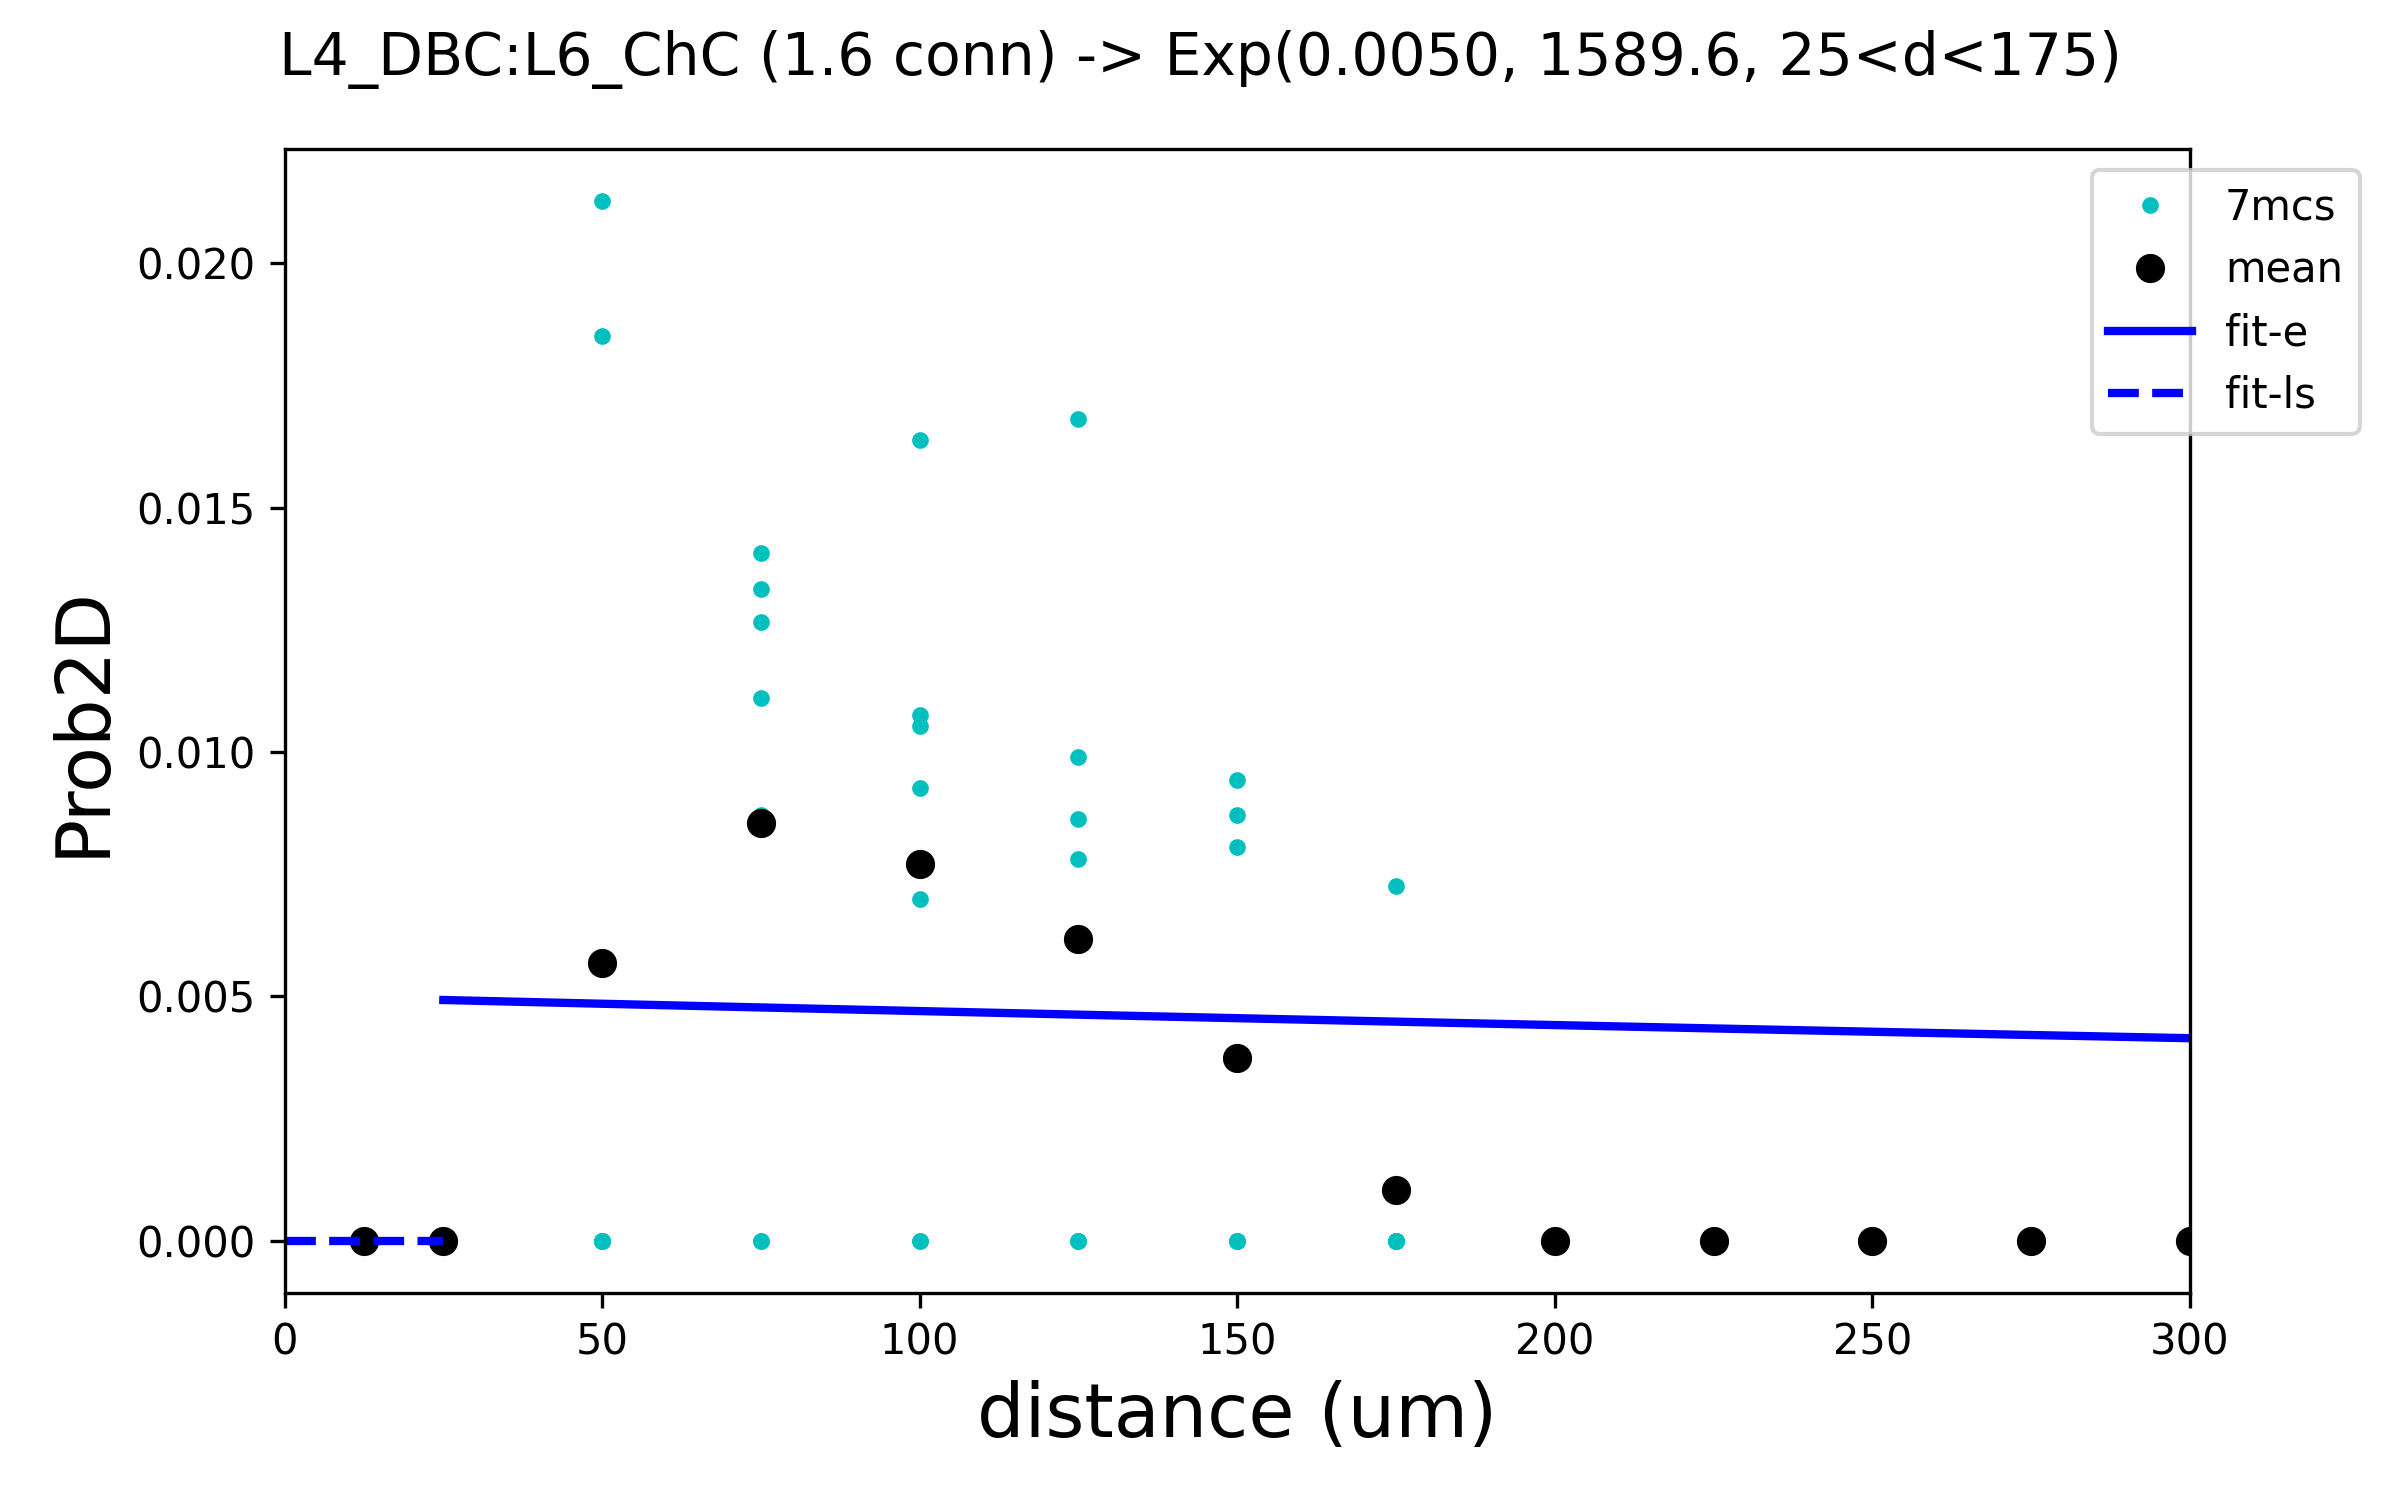 L4_DBC:L6_ChC (1.6 conn) -> Exp(0.0050, 1589.6, 25<d<175)
7mcs
mean
fit-e
fit-ls
0.020
0.015
0.010
0.005
0.000
Prob2D
0 50 100 150 200 250 300
distance (um)